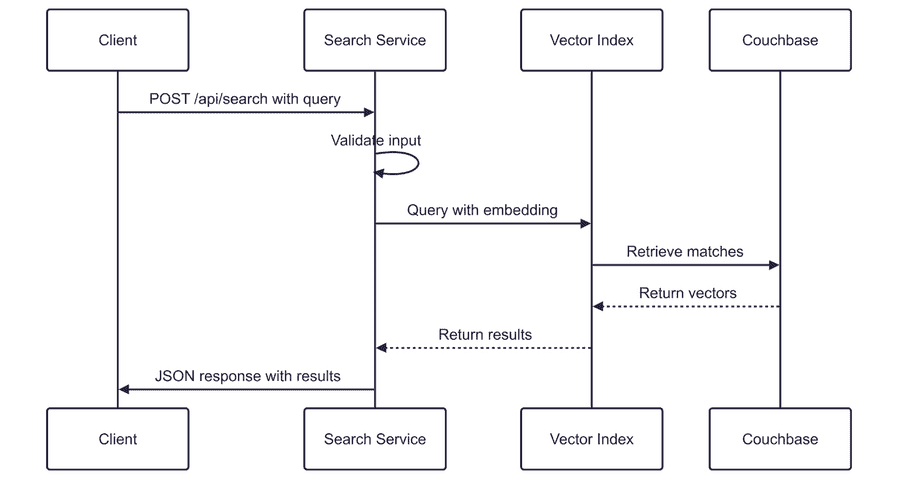 Client
Search Service
Vector Index
Couchbase
POST /api/search with query
Validate input
Query with embedding
Retrieve matches
Return vectors
Return results
JSON response with results
Client
Search Service
Vector Index
Couchbase